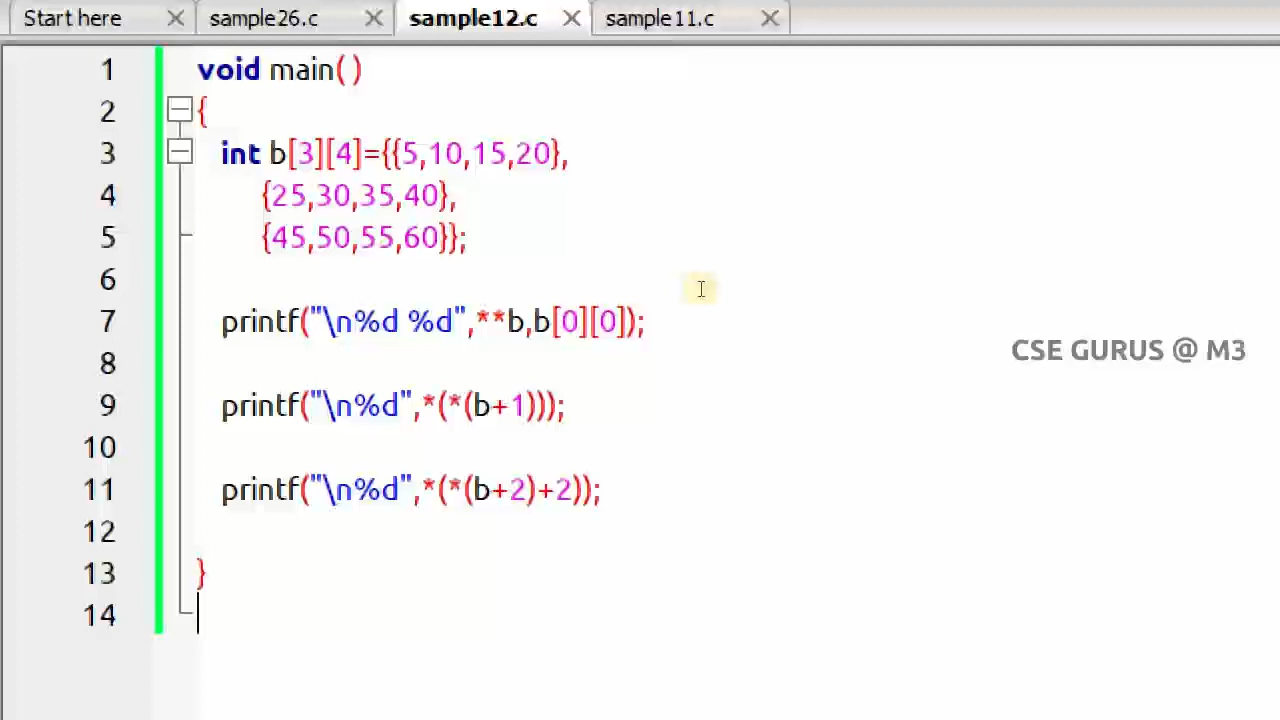 Start here sample26.c sample12.c sample11.c
1 void main( )
2 {
3 int b[3][4]={{5,10,15,20},
4 {25,30,35,40},
5 {45,50,55,60}};
6
7 printf("\n%d %d",**b,b[0][0]);
8
CSE GURUS @ M3
9 printf("\n%d",*(*(b+1)));
10
11 printf("\n%d",*(*(b+2)+2));
12
13 }
14